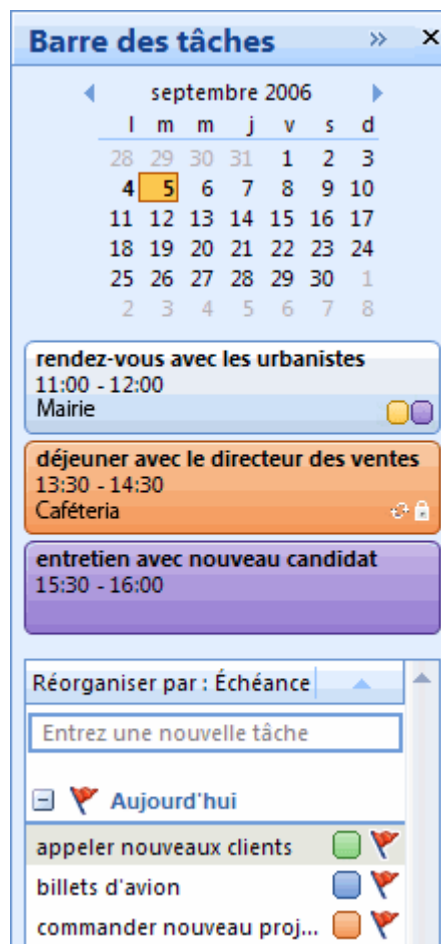 Barre des tâches
septembre 2006
l m m j v s d
28 29 30 31 1 2 3
4 5 6 7 8 9 10
11 12 13 14 15 16 17
18 19 20 21 22 23 24
25 26 27 28 29 30 1
2 3 4 5 6 7 8
rendez-vous avec les urbanistes
11:00 - 12:00
Mairie
déjeuner avec le directeur des ventes
13:30 - 14:30
Caféteria
entretien avec nouveau candidat
15:30 - 16:00
Réorganiser par : Échéance
Entrez une nouvelle tâche
Aujourd'hui
appeler nouveaux clients
billets d'avion
commander nouveau proj...